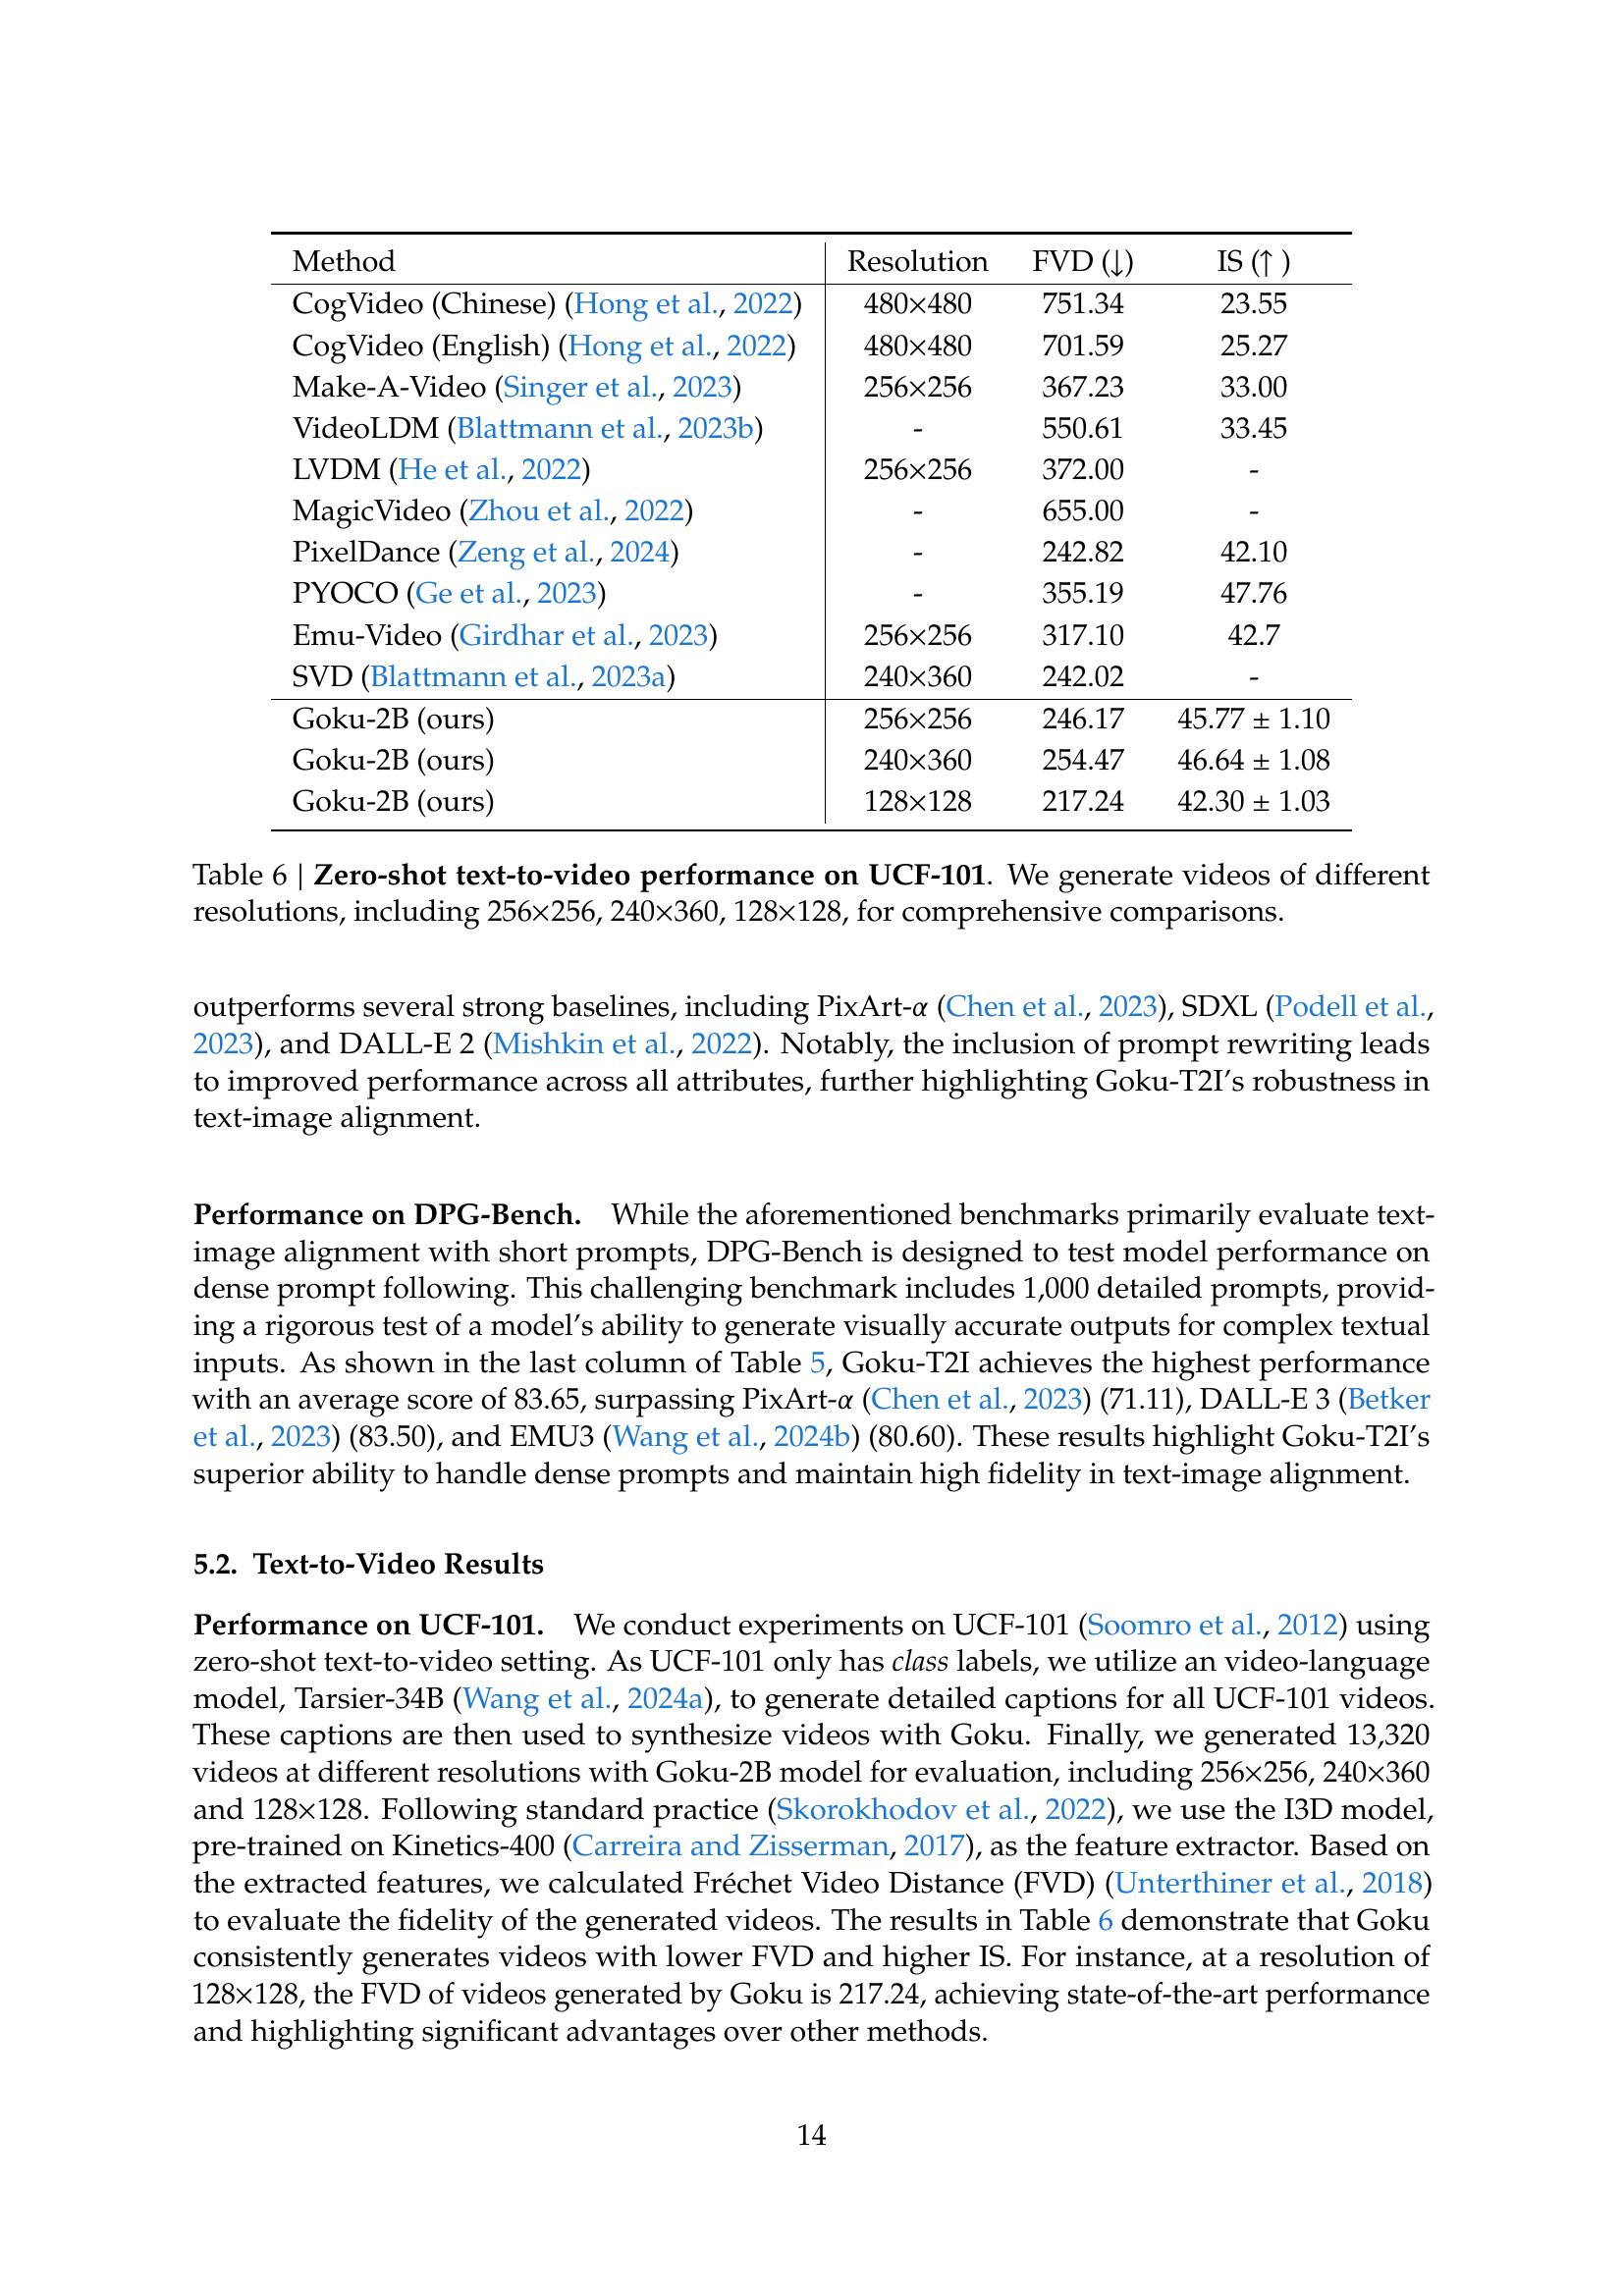 Method Resolution FVD (↓) IS (↑ )
CogVideo (Chinese) (Hong et al., 2022) 480×480 751.34 23.55
CogVideo (English) (Hong et al., 2022) 480×480 701.59 25.27
Make-A-Video (Singer et al., 2023) 256×256 367.23 33.00
VideoLDM (Blattmann et al., 2023b) - 550.61 33.45
LVDM (He et al., 2022) 256×256 372.00 -
MagicVideo (Zhou et al., 2022) - 655.00 -
PixelDance (Zeng et al., 2024) - 242.82 42.10
PYOCO (Ge et al., 2023) - 355.19 47.76
Emu-Video (Girdhar et al., 2023) 256×256 317.10 42.7
SVD (Blattmann et al., 2023a) 240×360 242.02 -
Goku-2B (ours) 256×256 246.17 45.77 ± 1.10
Goku-2B (ours) 240×360 254.47 46.64 ± 1.08
Goku-2B (ours) 128×128 217.24 42.30 ± 1.03
Table 6 | Zero-shot text-to-video performance on UCF-101. We generate videos of different
resolutions, including 256×256, 240×360, 128×128, for comprehensive comparisons.
outperforms several strong baselines, including PixArt-α (Chen et al., 2023), SDXL (Podell et al.,
2023), and DALL-E 2 (Mishkin et al., 2022). Notably, the inclusion of prompt rewriting leads
to improved performance across all attributes, further highlighting Goku-T2I's robustness in
text-image alignment.
Performance on DPG-Bench. While the aforementioned benchmarks primarily evaluate text-
image alignment with short prompts, DPG-Bench is designed to test model performance on
dense prompt following. This challenging benchmark includes 1,000 detailed prompts, provid-
ing a rigorous test of a model's ability to generate visually accurate outputs for complex textual
inputs. As shown in the last column of Table 5, Goku-T2I achieves the highest performance
with an average score of 83.65, surpassing PixArt-α (Chen et al., 2023) (71.11), DALL-E 3 (Betker
et al., 2023) (83.50), and EMU3 (Wang et al., 2024b) (80.60). These results highlight Goku-T2I's
superior ability to handle dense prompts and maintain high fidelity in text-image alignment.
5.2. Text-to-Video Results
Performance on UCF-101. We conduct experiments on UCF-101 (Soomro et al., 2012) using
zero-shot text-to-video setting. As UCF-101 only has class labels, we utilize an video-language
model, Tarsier-34B (Wang et al., 2024a), to generate detailed captions for all UCF-101 videos.
These captions are then used to synthesize videos with Goku. Finally, we generated 13,320
videos at different resolutions with Goku-2B model for evaluation, including 256×256, 240×360
and 128×128. Following standard practice (Skorokhodov et al., 2022), we use the I3D model,
pre-trained on Kinetics-400 (Carreira and Zisserman, 2017), as the feature extractor. Based on
the extracted features, we calculated Fréchet Video Distance (FVD) (Unterthiner et al., 2018)
to evaluate the fidelity of the generated videos. The results in Table 6 demonstrate that Goku
consistently generates videos with lower FVD and higher IS. For instance, at a resolution of
128×128, the FVD of videos generated by Goku is 217.24, achieving state-of-the-art performance
and highlighting significant advantages over other methods.
14